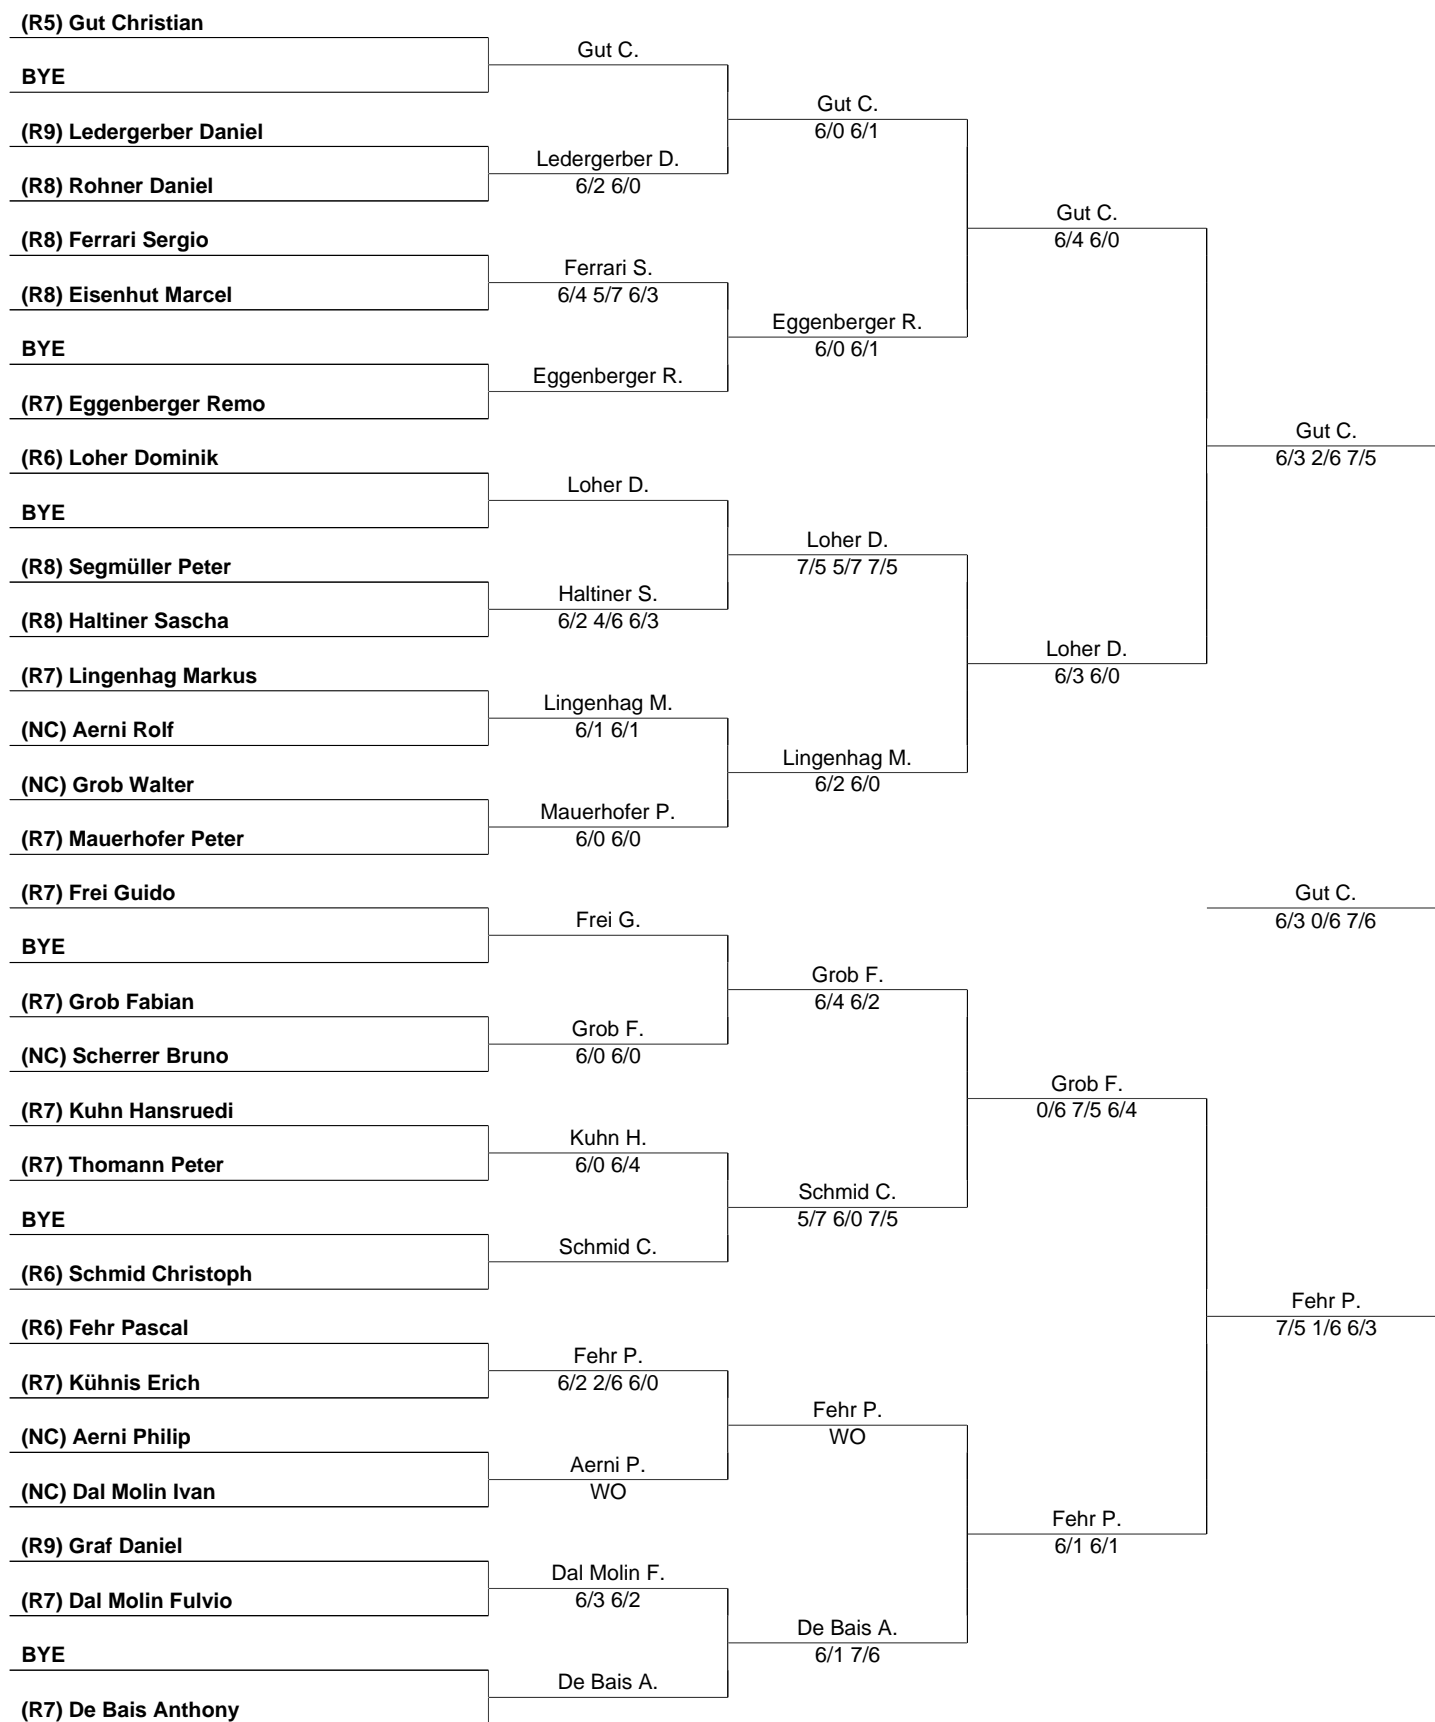 (R5) Gut Christian
Gut C.
BYE
Gut C.
6/0 6/1
(R9) Ledergerber Daniel
Ledergerber D.
6/2 6/0
(R8) Rohner Daniel
Gut C.
6/4 6/0
(R8) Ferrari Sergio
Ferrari S.
6/4 5/7 6/3
(R8) Eisenhut Marcel
Eggenberger R.
6/0 6/1
BYE
Eggenberger R.
(R7) Eggenberger Remo
Gut C.
6/3 2/6 7/5
(R6) Loher Dominik
Loher D.
BYE
Loher D.
7/5 5/7 7/5
(R8) Segmüller Peter
Haltiner S.
6/2 4/6 6/3
(R8) Haltiner Sascha
Loher D.
6/3 6/0
(R7) Lingenhag Markus
Lingenhag M.
6/1 6/1
(NC) Aerni Rolf
Lingenhag M.
6/2 6/0
(NC) Grob Walter
Mauerhofer P.
6/0 6/0
(R7) Mauerhofer Peter
(R7) Frei Guido
Gut C.
6/3 0/6 7/6
Frei G.
BYE
Grob F.
6/4 6/2
(R7) Grob Fabian
Grob F.
6/0 6/0
(NC) Scherrer Bruno
Grob F.
0/6 7/5 6/4
(R7) Kuhn Hansruedi
Kuhn H.
6/0 6/4
(R7) Thomann Peter
Schmid C.
5/7 6/0 7/5
BYE
Schmid C.
(R6) Schmid Christoph
Fehr P.
7/5 1/6 6/3
(R6) Fehr Pascal
Fehr P.
6/2 2/6 6/0
(R7) Kühnis Erich
Fehr P.
WO
(NC) Aerni Philip
Aerni P.
WO
(NC) Dal Molin Ivan
Fehr P.
6/1 6/1
(R9) Graf Daniel
Dal Molin F.
6/3 6/2
(R7) Dal Molin Fulvio
De Bais A.
6/1 7/6
BYE
De Bais A.
(R7) De Bais Anthony